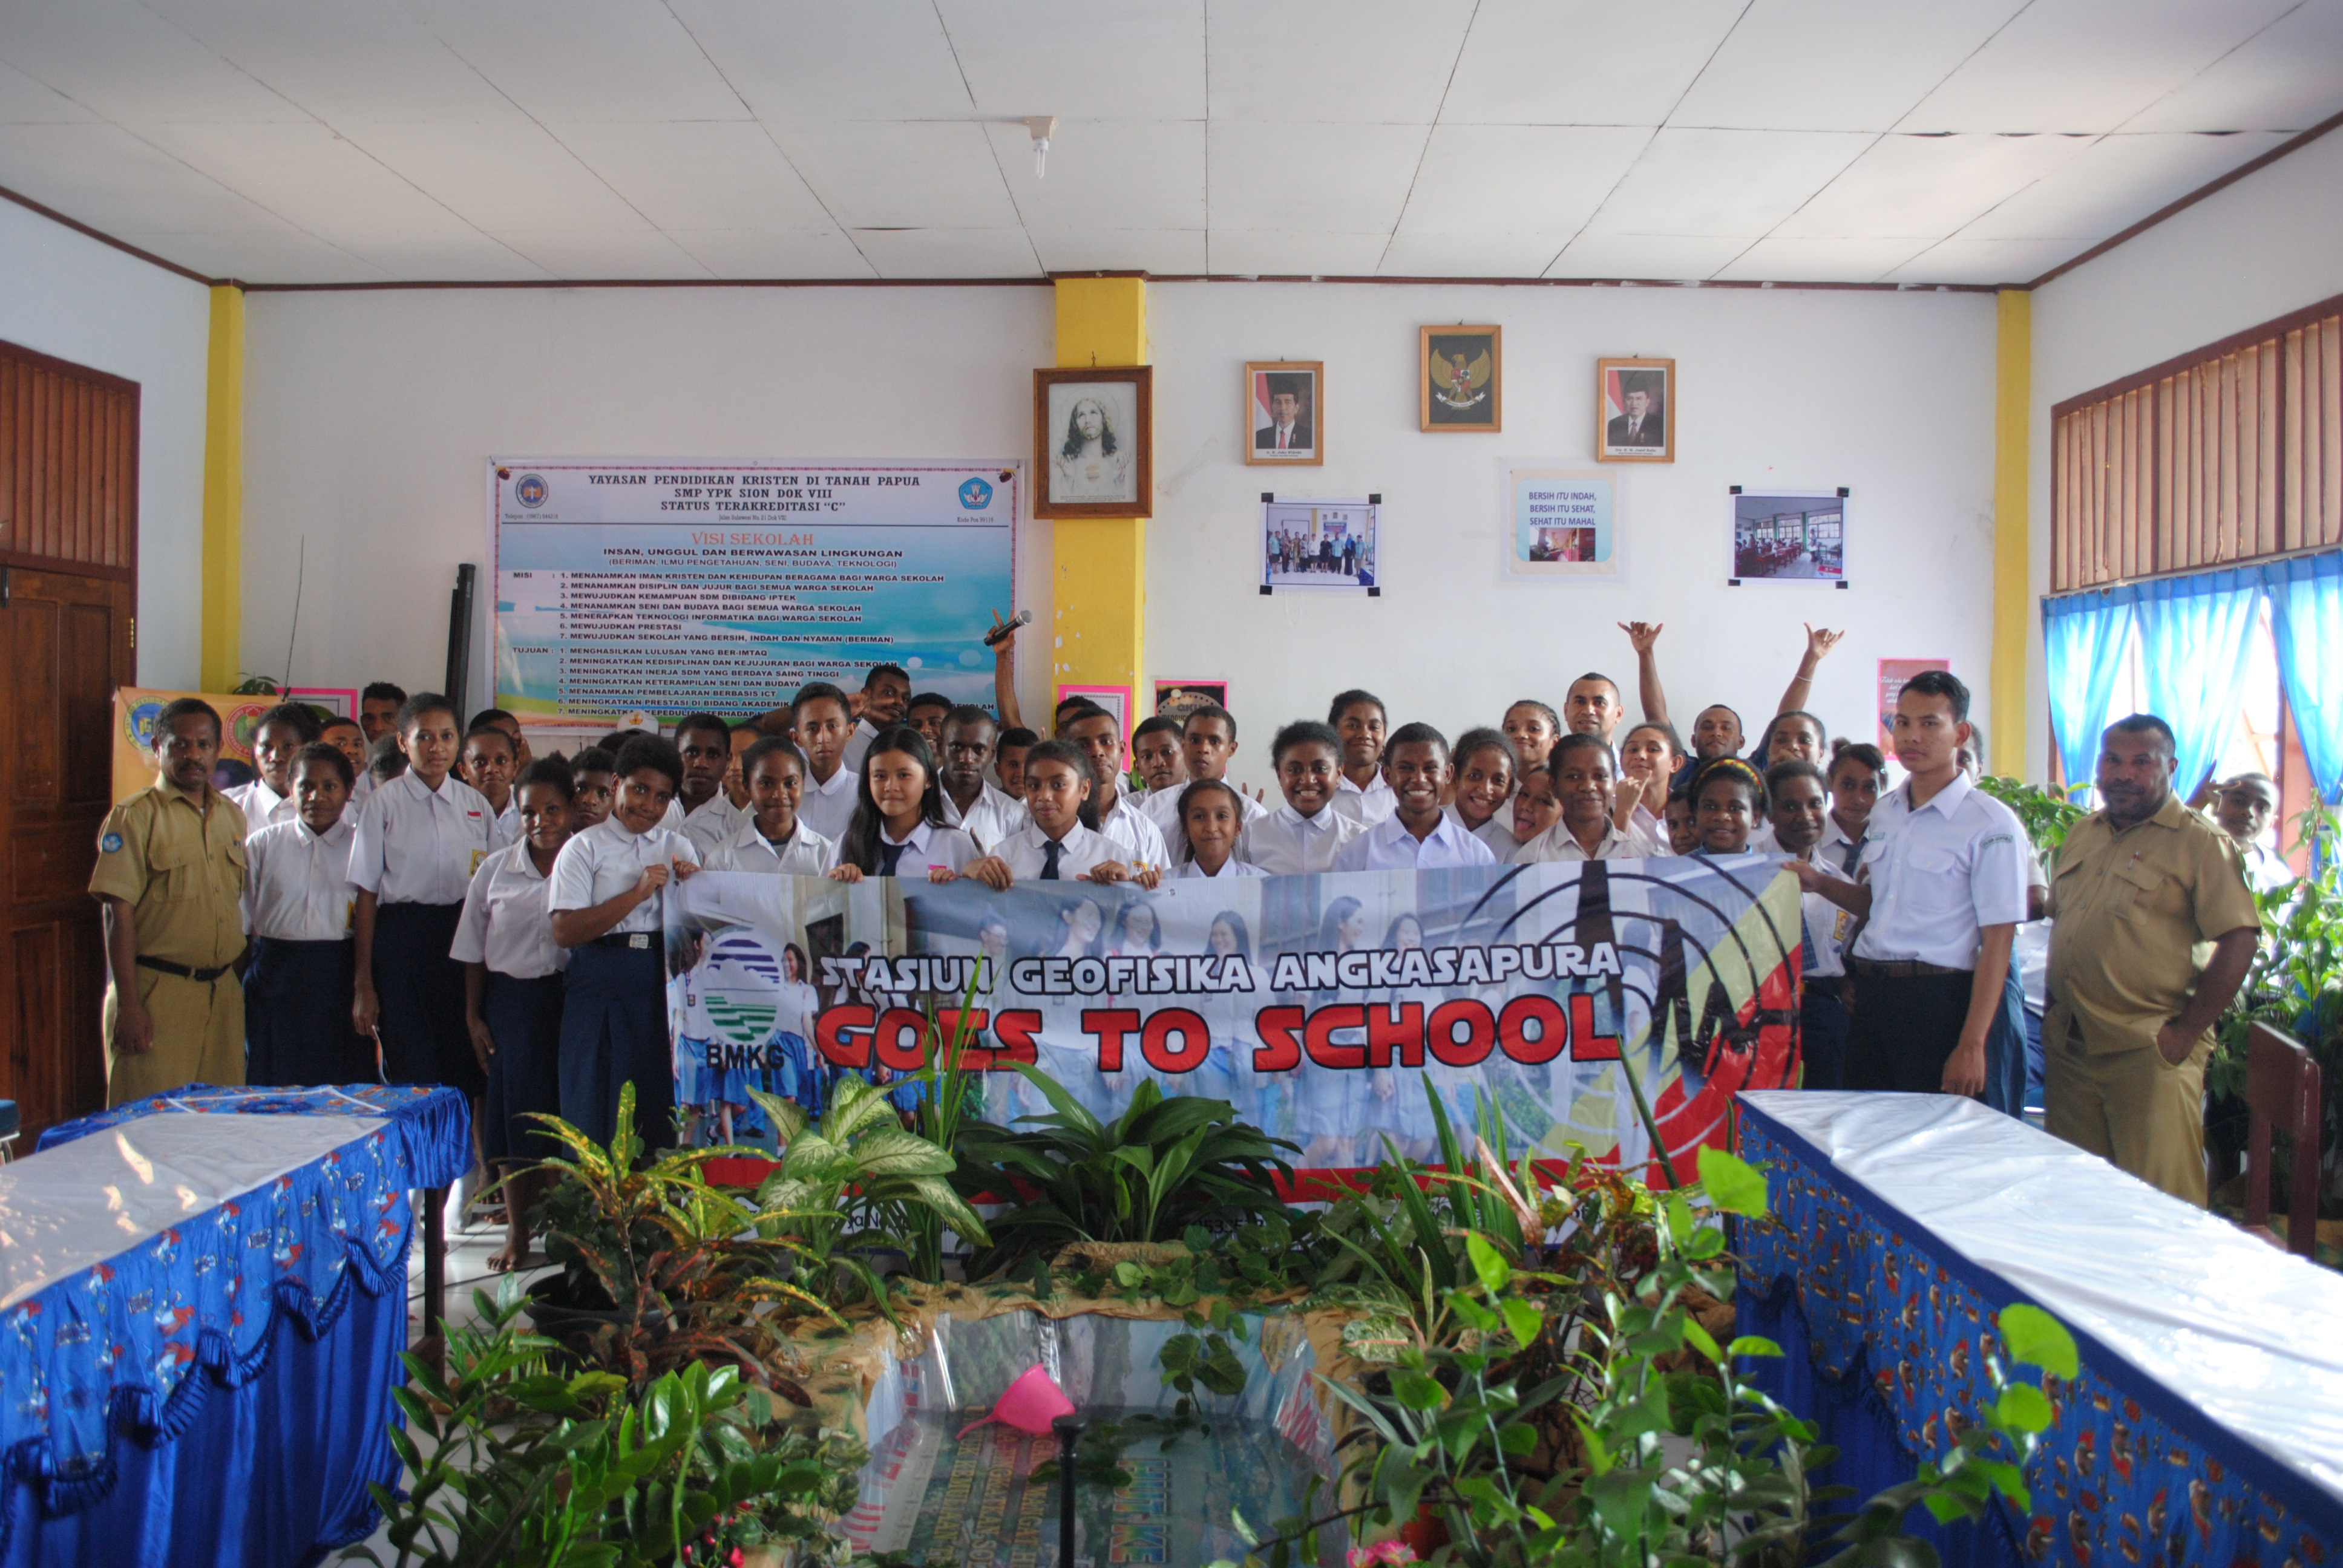 YAYASAN PENDIDIKAN KRISTEN DI TANAH PAPUA
SMP YPK SION DOK VIII
STATUS TERAKREDITASI "C"
VISI SEKOLAH
INSAN, UNGGUL DAN BERWAWASAN LINGKUNGAN
(BERIMAN, ILMU PENGETAHUAN, SENI, BUDAYA, TEKNOLOGI)
MISI : 1. MENANAMKAN IMAN KRISTEN DAN KEHIDUPAN BERAGAMA BAGI WARGA SEKOLAH
2. MENANAMKAN DISIPLIN DAN JUJUR BAGI SEMUA WARGA SEKOLAH
3. MEWUJUDKAN KEMAMPUAN SDM DIBIDANG IPTEK
4. MENANAMKAN SENI DAN BUDAYA BAGI SEMUA WARGA SEKOLAH
5. MENERAPKAN TEKNOLOGI INFORMATIKA BAGI WARGA SEKOLAH
6. MEWUJUDKAN PRESTASI
7. MEWUJUDKAN SEKOLAH YANG BERSIH, INDAH DAN NYAMAN (BERIMAN)
TUJUAN : 1. MENGHASILKAN LULUSAN YANG BER-IMTAQ
2. MENINGKATKAN KEDISIPLINAN DAN KEJUJURAN BAGI WARGA SEKOLAH
3. MENINGKATKAN INERJA SDM YANG BERDAYA SAING TINGGI
4. MENINGKATKAN KETERAMPILAN SENI DAN BUDAYA
5. MENANAMKAN PEMBELAJARAN BERBASIS ICT
6. MENINGKATKAN PRESTASI DI BIDANG AKADEMIK
7. KEPEDULIAN TERHADAP
BERSIH ITU INDAH,
BERSIH ITU SEHAT,
SEHAT ITU MAHAL
BMKG
STASIUN GEOFISIKA ANGKASAPURA
GOES TO SCHOOL